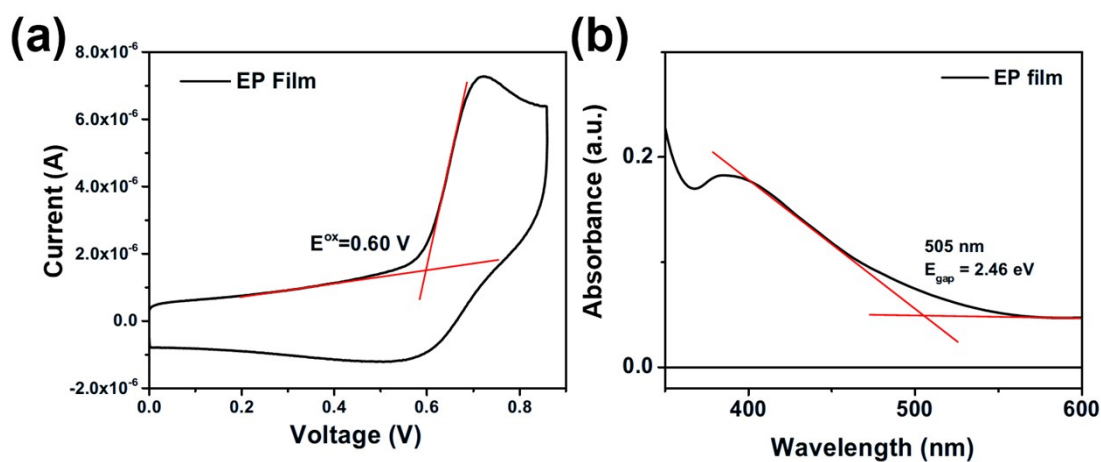 (a)
8.0x10⁻⁶
6.0x10⁻⁶
4.0x10⁻⁶
2.0x10⁻⁶
0.0
-2.0x10⁻⁶
Current (A)
EP Film
Eᵒˣ=0.60 V
0.0 0.2 0.4 0.6 0.8
Voltage (V)
(b)
0.2
0.0
Absorbance (a.u.)
EP film
505 nm
E_gap = 2.46 eV
400 500 600
Wavelength (nm)